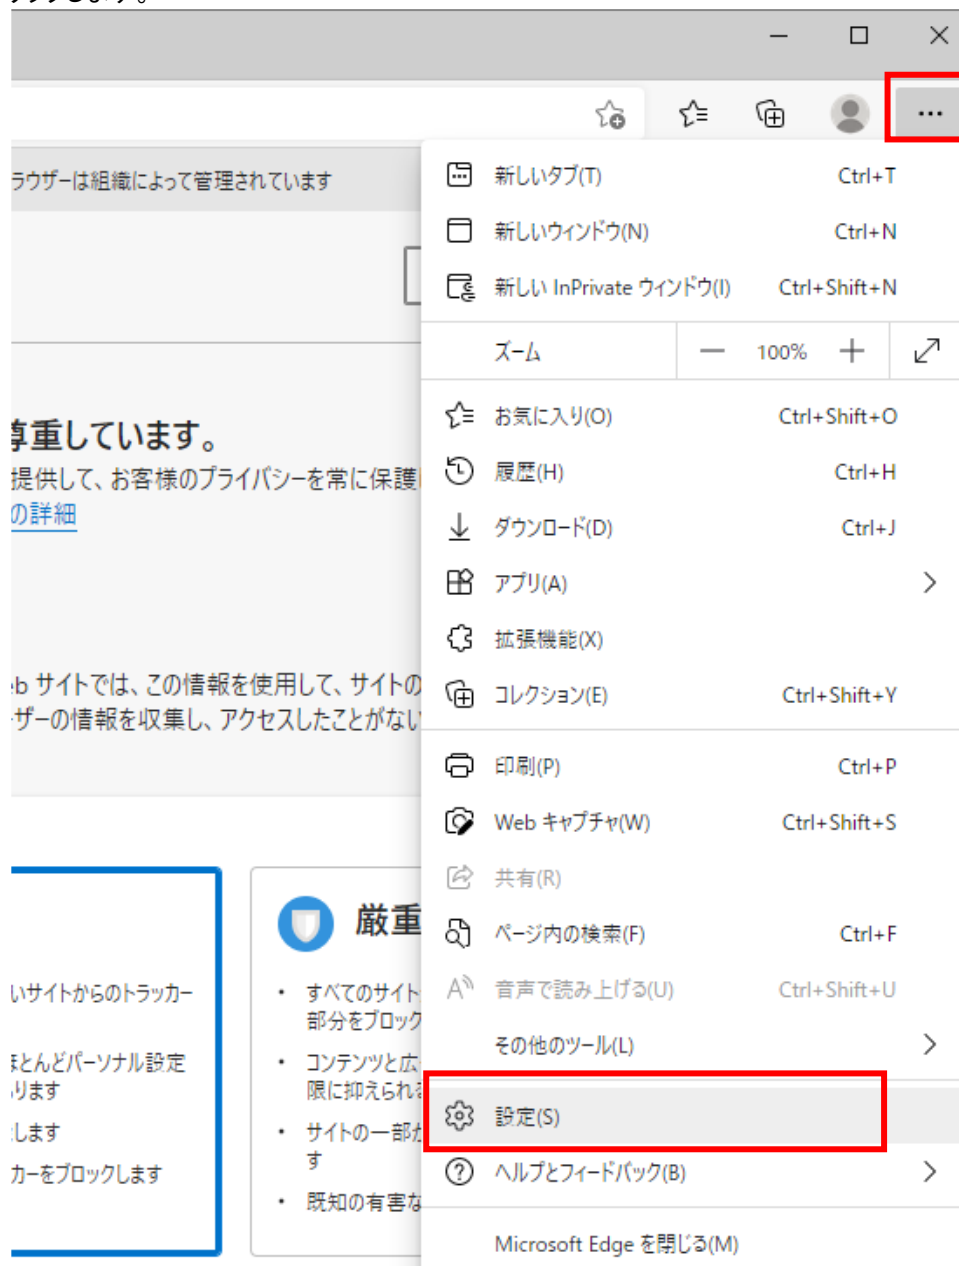 ックします。
ラウザーは組織によって管理されています
尊重しています。
提供して、お客様のプライバシーを常に保護
の詳細
eb サイトでは、この情報を使用して、サイトの
ーザーの情報を収集し、アクセスしたことがない
いサイトからのトラッカー
ほとんどパーソナル設定
ります
します
カーをブロックします
厳重
• すべてのサイト
部分をブロック
• コンテンツと広
限に抑えられ
• サイトの一部が
す
• 既知の有害な
新しいタブ(T) Ctrl+T
新しいウィンドウ(N) Ctrl+N
新しい InPrivate ウィンドウ(I) Ctrl+Shift+N
ズーム — 100% +
お気に入り(O) Ctrl+Shift+O
履歴(H) Ctrl+H
ダウンロード(D) Ctrl+J
アプリ(A)
拡張機能(X)
コレクション(E) Ctrl+Shift+Y
印刷(P) Ctrl+P
Web キャプチャ(W) Ctrl+Shift+S
共有(R)
ページ内の検索(F) Ctrl+F
音声で読み上げる(U) Ctrl+Shift+U
その他のツール(L)
設定(S)
ヘルプとフィードバック(B)
Microsoft Edge を閉じる(M)